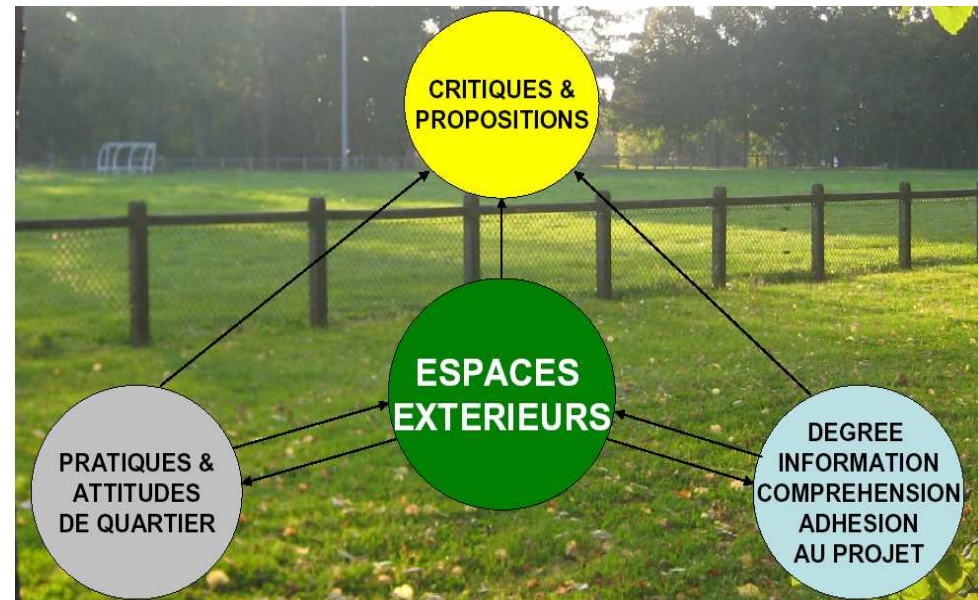 CRITIQUES &
PROPOSITIONS
ESPACES
EXTERIEURS
PRATIQUES &
ATTITUDES
DE QUARTIER
DEGREE
INFORMATION
COMPREHENSION
ADHESION
AU PROJET